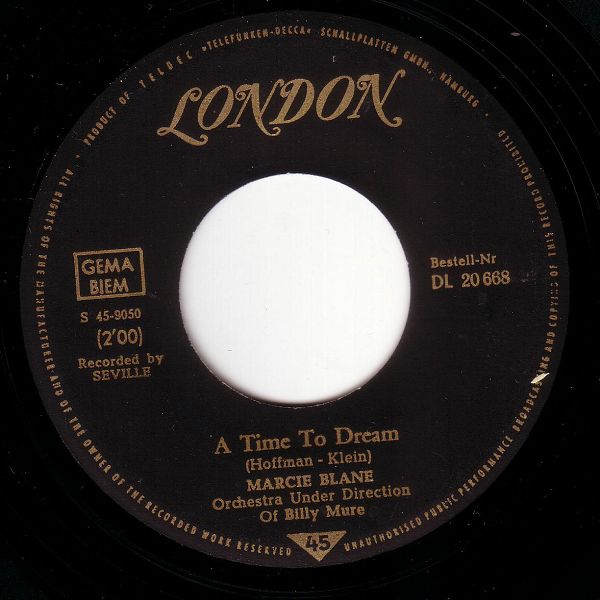 PRODUCT OF TELDEC »TELEFUNKEN-DECCA« SCHALLPLATTEN GMBH., HAMBURG
LONDON
GEMA
BIEM
S 45-9050
(2'00)
Recorded by
SEVILLE
Bestell-Nr
DL 20 668
A Time To Dream
(Hoffman - Klein)
MARCIE BLANE
Orchestra Under Direction
Of Billy Mure
45
ALL RIGHTS OF THE MANUFACTURER AND OF THE OWNER OF THE RECORDED WORK RESERVED
UNAUTHORISED PUBLIC PERFORMANCE BROADCASTING AND COPYING OF THIS RECORD PROHIBITED